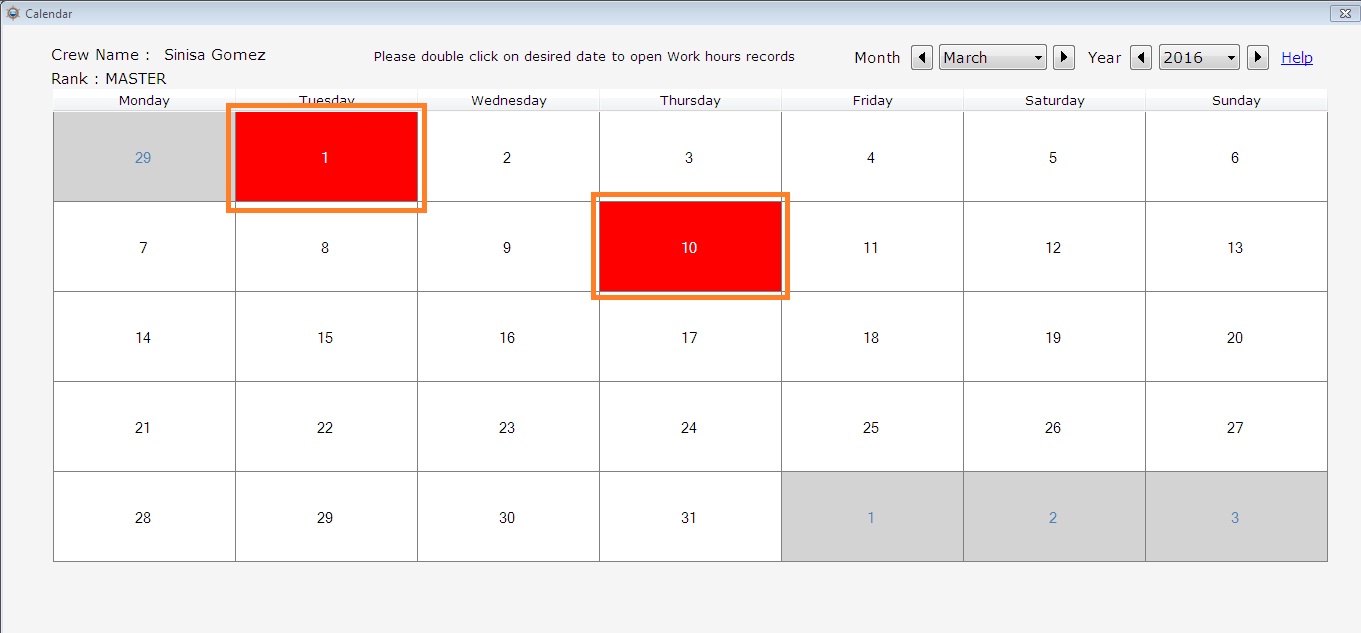 Calendar
Crew Name : Sinisa Gomez Please double click on desired date to open Work hours records Month March Year 2016 Help
Rank : MASTER
Monday Tuesday Wednesday Thursday Friday Saturday Sunday
29 1 2 3 4 5 6
7 8 9 10 11 12 13
14 15 16 17 18 19 20
21 22 23 24 25 26 27
28 29 30 31 1 2 3